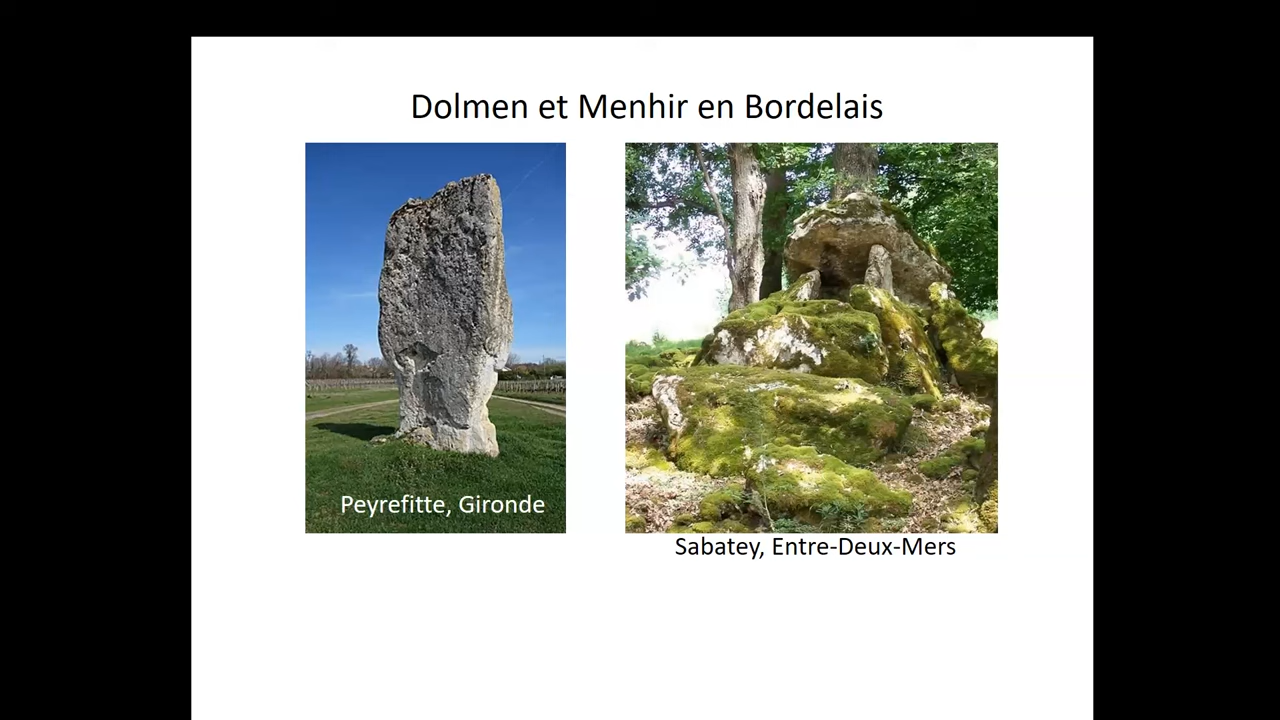 Dolmen et Menhir en Bordelais
Peyrefitte, Gironde
Sabatey, Entre-Deux-Mers